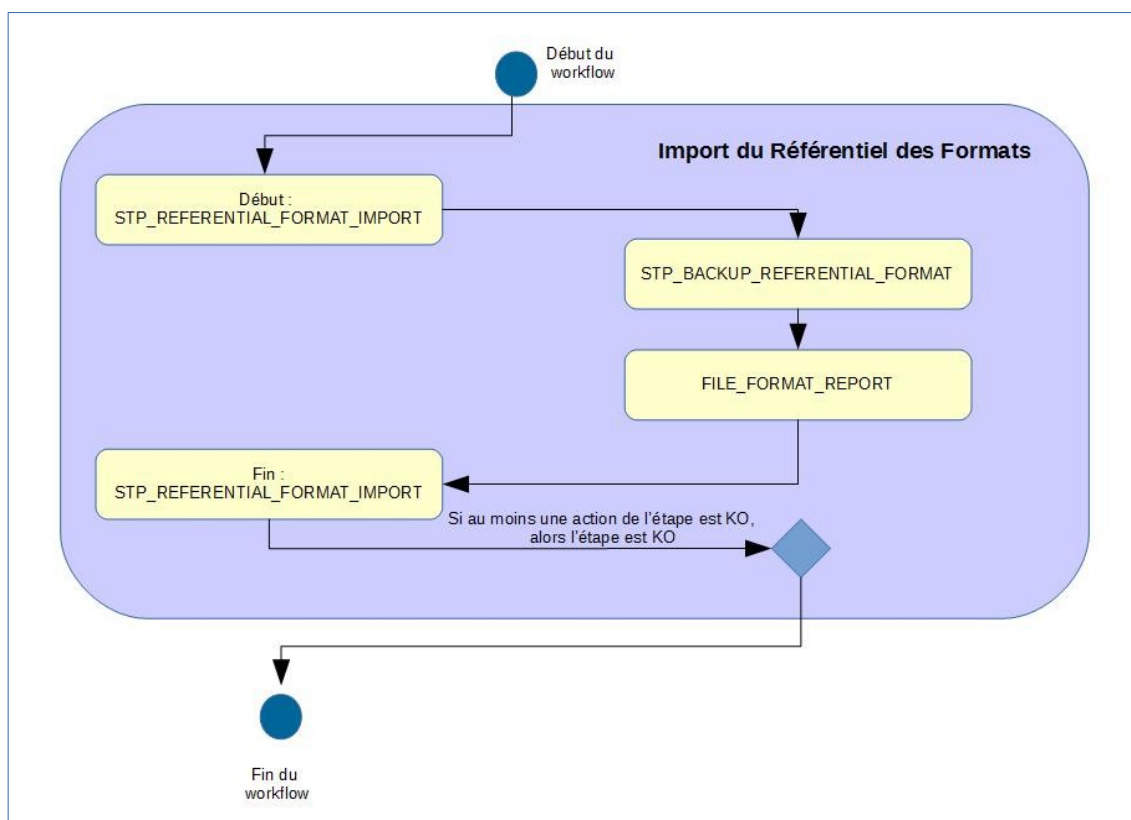 Début du
workflow
Import du Référentiel des Formats
Début :
STP_REFERENTIAL_FORMAT_IMPORT
STP_BACKUP_REFERENTIAL_FORMAT
FILE_FORMAT_REPORT
Fin :
STP_REFERENTIAL_FORMAT_IMPORT
Si au moins une action de l'étape est KO,
alors l'étape est KO
Fin du
workflow